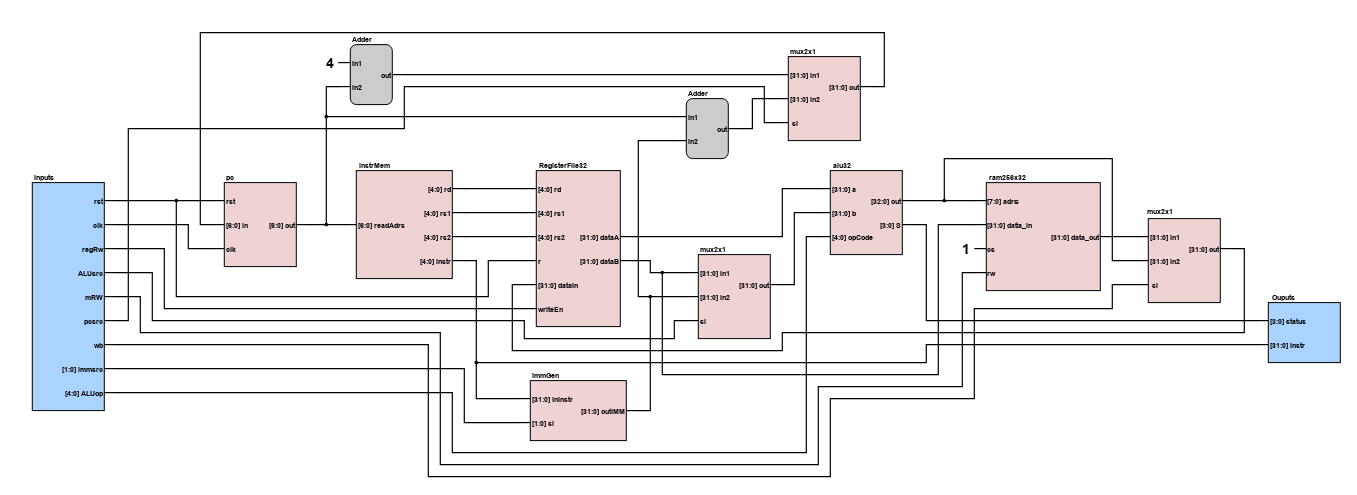 Adder
4
in1
out
in2
mux2x1
[31:0] in1
[31:0] out
[31:0] in2
sl
Adder
in1
out
in2
Inputs
rst
clk
regRw
ALUsrc
mRW
pcsrc
wb
[1:0] immsrc
[4:0] ALUop
pc
rst
[6:0] in
[6:0] out
clk
InstrMem
[4:0] rd
[4:0] rs1
[6:0] readAdrs
[4:0] rs2
[4:0] instr
RegisterFile32
[4:0] rd
[4:0] rs1
[4:0] rs2
[31:0] dataA
r
[31:0] dataB
[31:0] dataIn
writeEn
mux2x1
[31:0] in1
[31:0] out
[31:0] in2
sl
ImmGen
[31:0] inInstr
[31:0] outIMM
[1:0] sl
alu32
[31:0] a
[32:0] out
[31:0] b
[3:0] S
[4:0] opCode
ram256x32
[7:0] adrs
[31:0] data_in
[31:0] data_out
1
cs
rw
mux2x1
[31:0] in1
[31:0] out
[31:0] in2
sl
Ouputs
[3:0] status
[31:0] instr